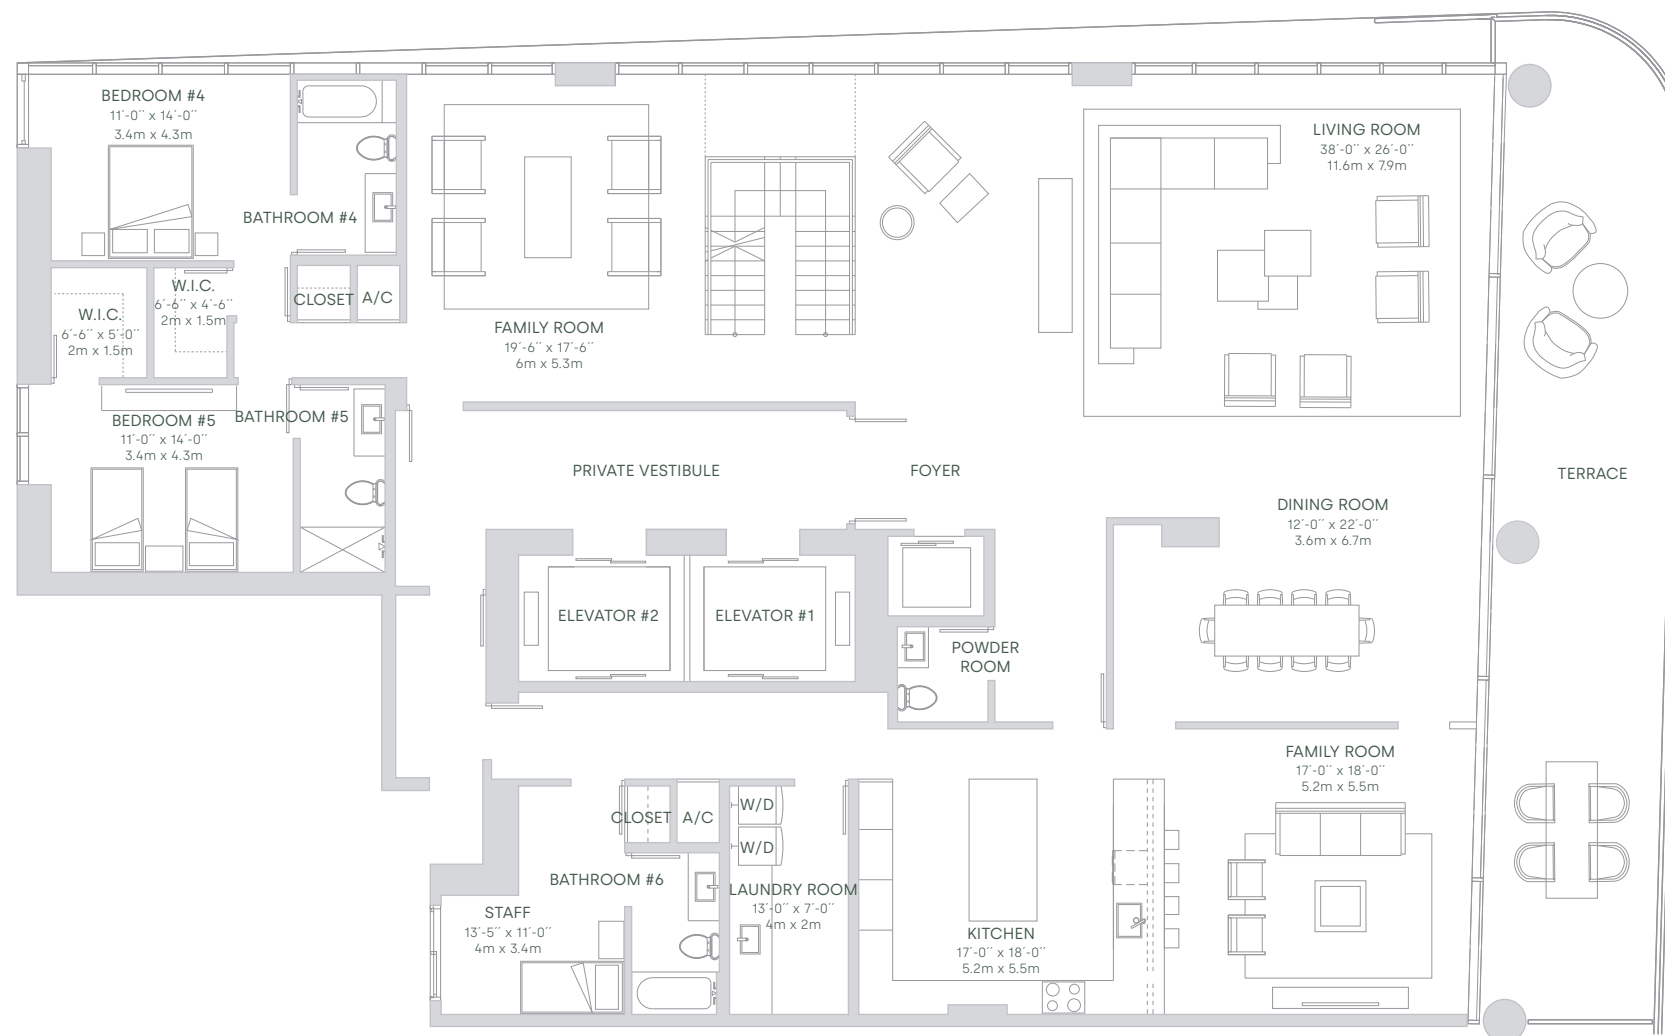 BEDROOM #4
11´-0´´ x 14´-0´´
3.4m x 4.3m
BATHROOM #4
W.I.C.
6´-6´´ x 4´-6´´
2m x 1.5m
CLOSET
A/C
W.I.C.
6´-6´´ x 5´-0´´
2m x 1.5m
FAMILY ROOM
19´-6´´ x 17´-6´´
6m x 5.3m
LIVING ROOM
38´-0´´ x 26´-0´´
11.6m x 7.9m
BEDROOM #5
11´-0´´ x 14´-0´´
3.4m x 4.3m
BATHROOM #5
PRIVATE VESTIBULE
FOYER
TERRACE
DINING ROOM
12´-0´´ x 22´-0´´
3.6m x 6.7m
ELEVATOR #2
ELEVATOR #1
POWDER
ROOM
FAMILY ROOM
17´-0´´ x 18´-0´´
5.2m x 5.5m
CLOSET
A/C
W/D
W/D
BATHROOM #6
LAUNDRY ROOM
13´-0´´ x 7´-0´´
4m x 2m
STAFF
13´-5´´ x 11´-0´´
4m x 3.4m
KITCHEN
17´-0´´ x 18´-0´´
5.2m x 5.5m